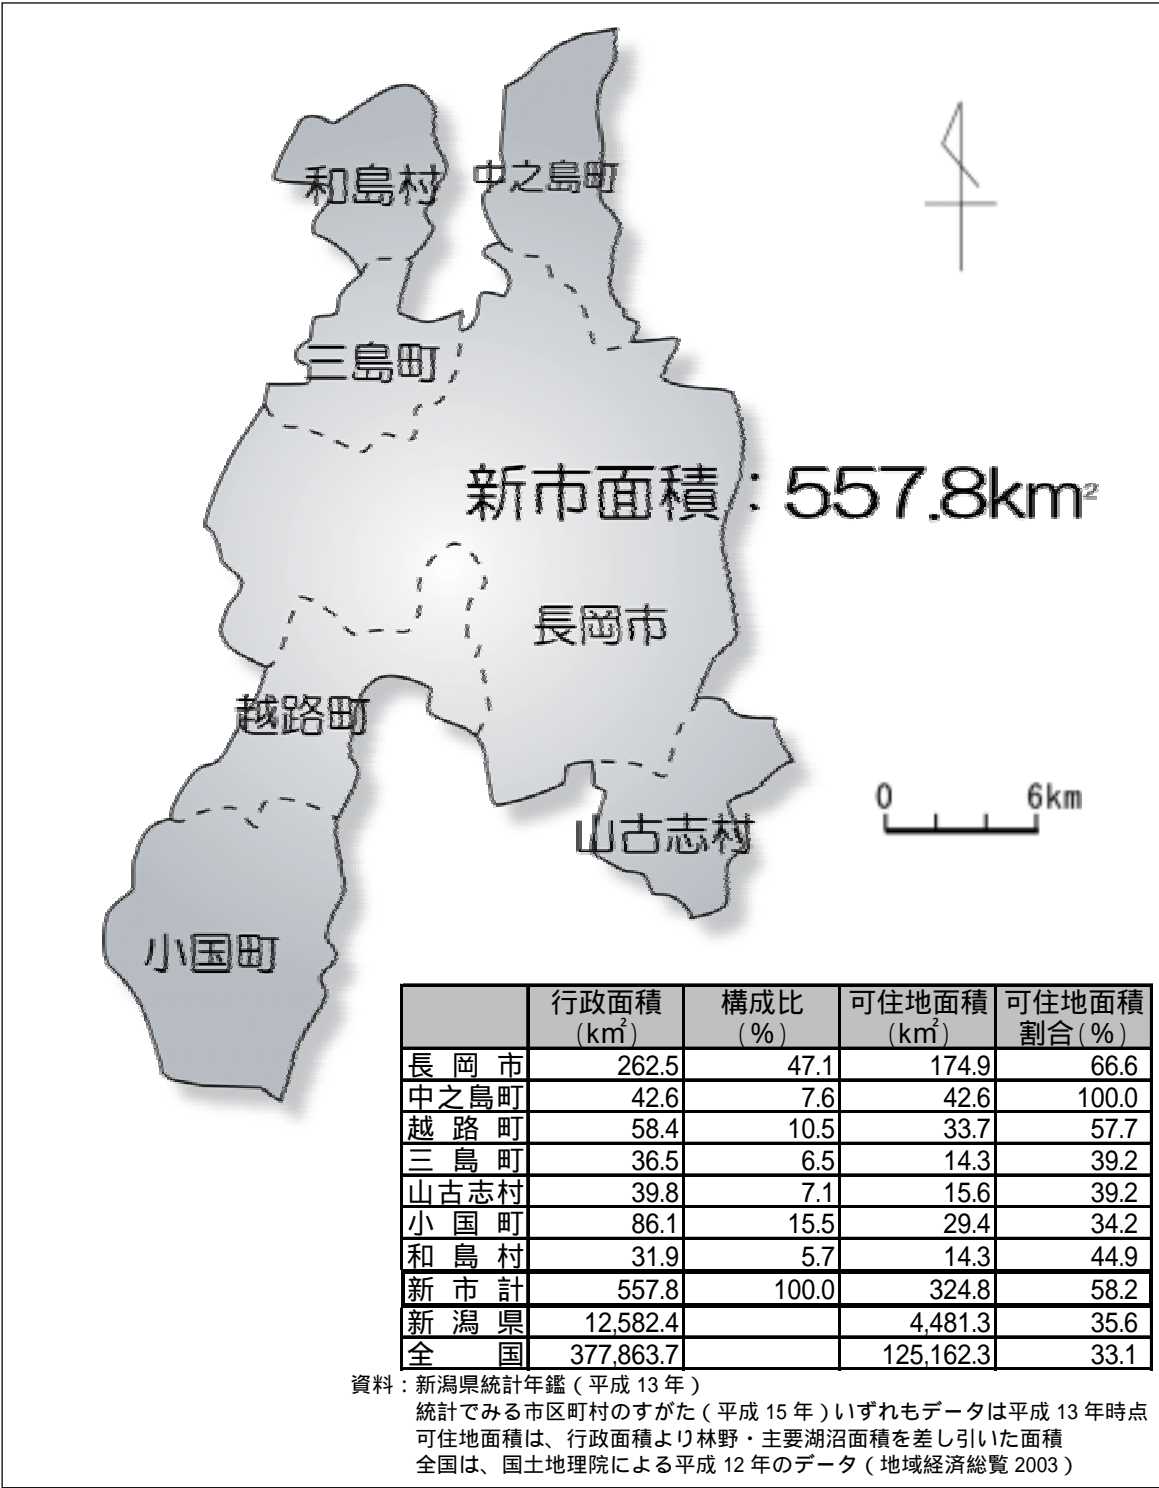 和島村
中之島町
三島町
新市面積：557.8km²
長岡市
越路町
0 6km
山古志村
小国町
行政面積(km²) 構成比(%) 可住地面積(km²) 可住地面積割合(%)
長岡市 262.5 47.1 174.9 66.6
中之島町 42.6 7.6 42.6 100.0
越路町 58.4 10.5 33.7 57.7
三島町 36.5 6.5 14.3 39.2
山古志村 39.8 7.1 15.6 39.2
小国町 86.1 15.5 29.4 34.2
和島村 31.9 5.7 14.3 44.9
新市計 557.8 100.0 324.8 58.2
新潟県 12,582.4 4,481.3 35.6
全国 377,863.7 125,162.3 33.1
資料：新潟県統計年鑑（平成13年）
統計でみる市区町村のすがた（平成15年）いずれもデータは平成13年時点
可住地面積は、行政面積より林野・主要湖沼面積を差し引いた面積
全国は、国土地理院による平成12年のデータ（地域経済総覧2003）